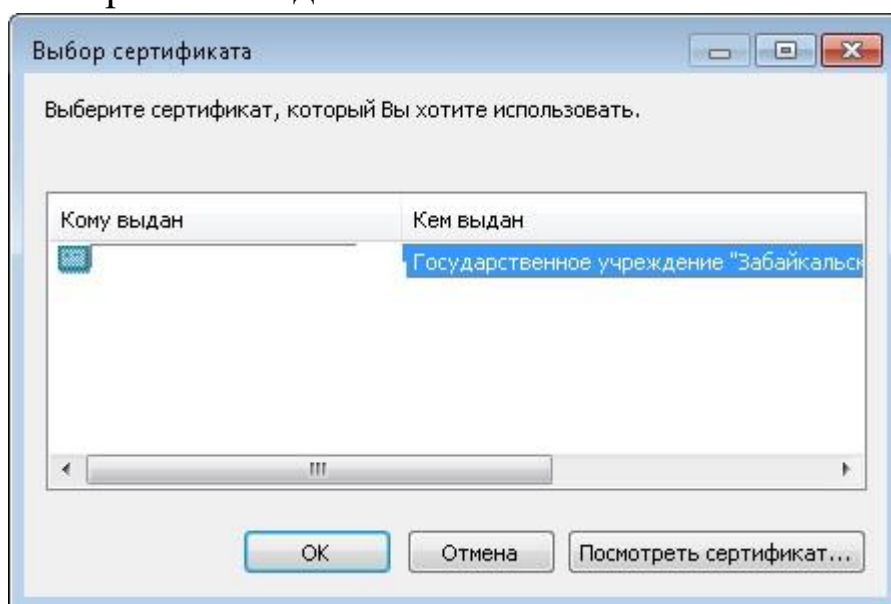 Выбор сертификата
Выберите сертификат, который Вы хотите использовать.
Кому выдан Кем выдан
Государственное учреждение "Забайкальск
ОК Отмена Посмотреть сертификат...